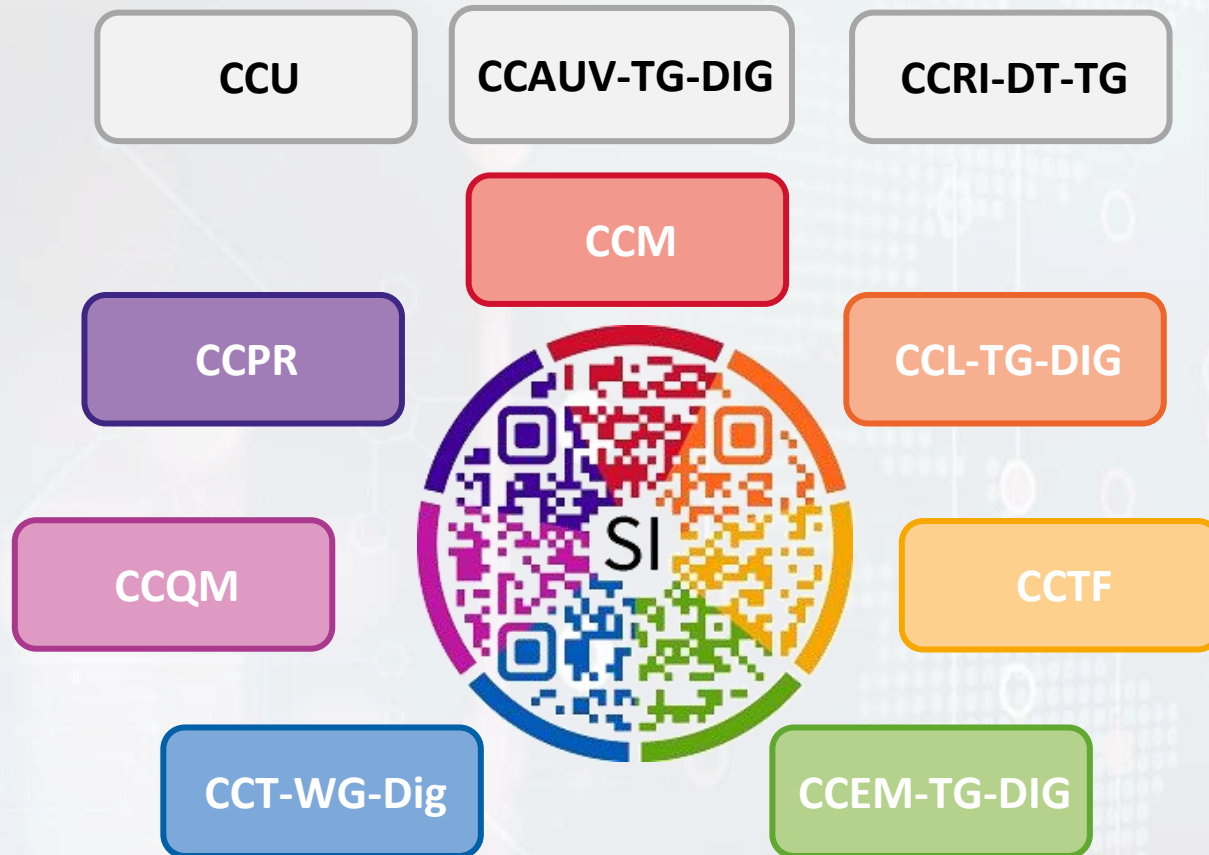 CCU
CCAUV-TG-DIG
CCRI-DT-TG
CCM
CCPR
CCL-TG-DIG
SI
CCQM
CCTF
CCT-WG-Dig
CCEM-TG-DIG